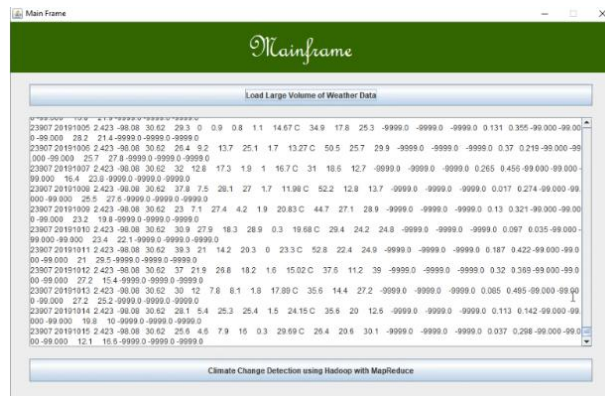 Main Frame
Mainframe
Load Large Volume of Weather Data
23907 20191005 2.423 -98.08 30.62 29.3 0 0.9 0.8 1.1 14.67 C 34.9 17.8 25.3 -9999.0 -9999.0 -9999.0 0.131 0.355 -99.000 -99.00
0 -99.000 28.2 21.4 -9999.0 -9999.0 -9999.0
23907 20191006 2.423 -98.08 30.62 26.4 9.2 13.7 25.1 1.7 13.27 C 50.5 25.7 29.9 -9999.0 -9999.0 -9999.0 0.37 0.219 -99.000 -99
.000 -99.000 25.7 27.8 -9999.0 -9999.0 -9999.0
23907 20191007 2.423 -98.08 30.62 32 12.8 17.3 1.9 1 16.7 C 31 18.6 12.7 -9999.0 -9999.0 -9999.0 0.265 0.456 -99.000 -99.000 -
99.000 16.4 23.8 -9999.0 -9999.0 -9999.0
23907 20191008 2.423 -98.08 30.62 37.8 7.5 28.1 27 1.7 11.98 C 52.2 12.8 13.7 -9999.0 -9999.0 -9999.0 0.017 0.274 -99.000 -99.
000 -99.000 25.5 27.6 -9999.0 -9999.0 -9999.0
23907 20191009 2.423 -98.08 30.62 23 7.1 27.4 4.2 1.9 20.83 C 44.7 27.1 28.9 -9999.0 -9999.0 -9999.0 0.13 0.321 -99.000 -99.00
0 -99.000 23.2 19.8 -9999.0 -9999.0 -9999.0
23907 20191010 2.423 -98.08 30.62 30.9 27.9 18.3 28.9 0.3 19.68 C 29.4 24.2 24.8 -9999.0 -9999.0 -9999.0 0.097 0.035 -99.000 -
99.000 -99.000 23.4 22.1 -9999.0 -9999.0 -9999.0
23907 20191011 2.423 -98.08 30.62 39.3 21 14.2 20.3 0 23.3 C 52.8 22.4 24.9 -9999.0 -9999.0 -9999.0 0.187 0.422 -99.000 -99.0
00 -99.000 21 29.5 -9999.0 -9999.0 -9999.0
23907 20191012 2.423 -98.08 30.62 37 21.9 26.8 18.2 1.6 15.02 C 37.6 11.2 39 -9999.0 -9999.0 -9999.0 0.32 0.369 -99.000 -99.0
00 -99.000 27.2 15.4 -9999.0 -9999.0 -9999.0
23907 20191013 2.423 -98.08 30.62 30 12 7.8 8.1 1.8 17.89 C 35.6 14.4 27.2 -9999.0 -9999.0 -9999.0 0.085 0.495 -99.000 -99.00
0 -99.000 27.2 25.2 -9999.0 -9999.0 -9999.0
23907 20191014 2.423 -98.08 30.62 28.1 5.4 25.3 25.4 1.5 24.15 C 35.6 20 12.6 -9999.0 -9999.0 -9999.0 0.113 0.142 -99.000 -99.
000 -99.000 19.8 10 -9999.0 -9999.0 -9999.0
23907 20191015 2.423 -98.08 30.62 25.6 4.6 7.9 16 0.3 29.69 C 26.4 20.6 30.1 -9999.0 -9999.0 -9999.0 0.037 0.298 -99.000 -99.0
00 -99.000 12.1 16.6 -9999.0 -9999.0 -9999.0
Climate Change Detection using Hadoop with MapReduce